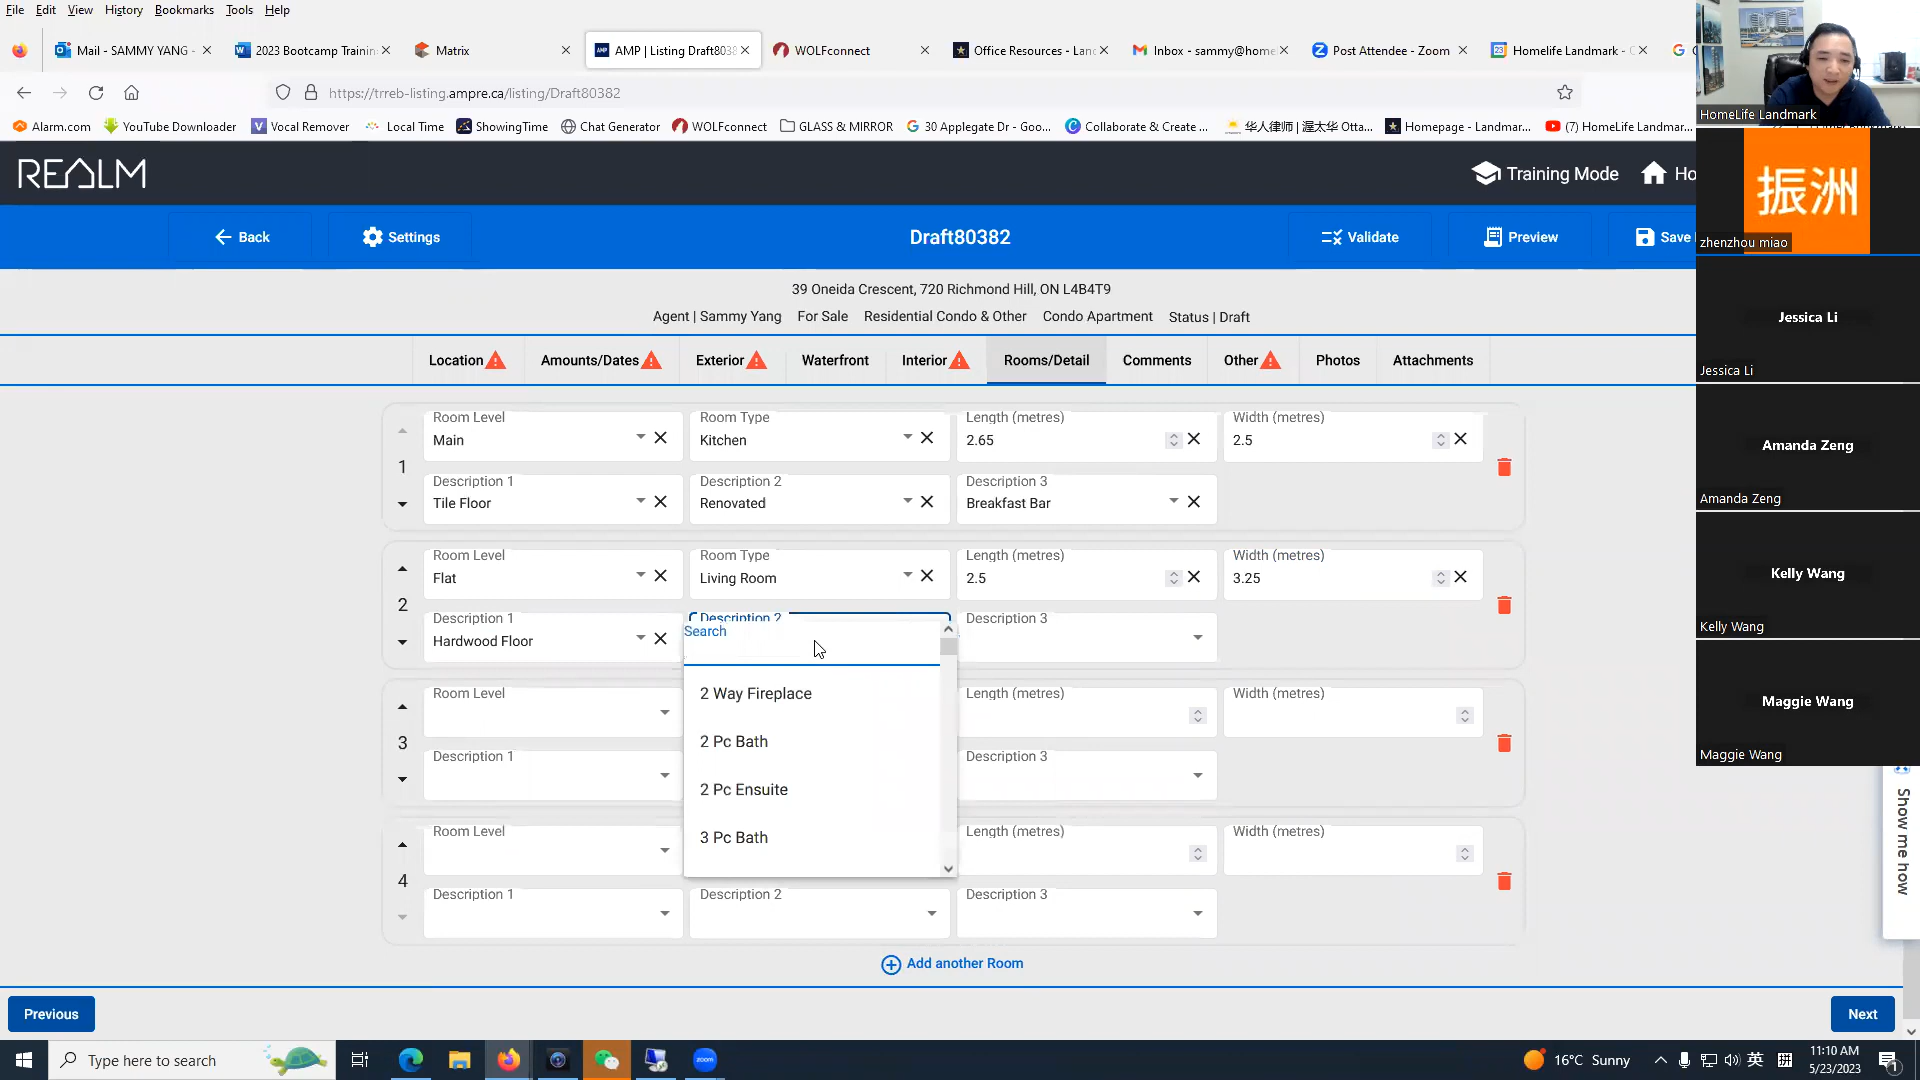 File Edit View History Bookmarks Tools Help
Mail - SAMMY YANG -
2023 Bootcamp Trainin
Matrix
AMP | Listing Draft8038
WOLFconnect
Office Resources - Lan
Inbox - sammy@home
Post Attendee - Zoom
Homelife Landmark -
https://trreb-listing.ampre.ca/listing/Draft80382
Alarm.com YouTube Downloader Vocal Remover Local Time ShowingTime Chat Generator WOLFconnect GLASS & MIRROR 30 Applegate Dr - Goo... Collaborate & Create ... 华人律师 | 渥太华 Otta... Homepage - Landmar... (7) HomeLife Landmar...
HomeLife Landmark
REALM
Training Mode
Ho
振洲
zhenzhou miao
Back
Settings
Draft80382
Validate
Preview
Save
39 Oneida Crescent, 720 Richmond Hill, ON L4B4T9
Agent | Sammy Yang For Sale Residential Condo & Other Condo Apartment Status | Draft
Jessica Li
Jessica Li
Location Amounts/Dates Exterior Waterfront Interior Rooms/Detail Comments Other Photos Attachments
Room Level Room Type Length (metres) Width (metres)
Main Kitchen 2.65 2.5
1
Description 1 Description 2 Description 3
Tile Floor Renovated Breakfast Bar
Amanda Zeng
Amanda Zeng
Room Level Room Type Length (metres) Width (metres)
Flat Living Room 2.5 3.25
2
Description 1 Description 2 Description 3
Hardwood Floor
Search
Kelly Wang
Kelly Wang
2 Way Fireplace
2 Pc Bath
2 Pc Ensuite
3 Pc Bath
Room Level Length (metres) Width (metres)
3
Description 1 Description 3
Maggie Wang
Maggie Wang
Room Level Length (metres) Width (metres)
4
Description 1 Description 2 Description 3
Show me how
Add another Room
Previous
Next
Type here to search
zoom
16°C Sunny
英
拼
11:10 AM
5/23/2023
1